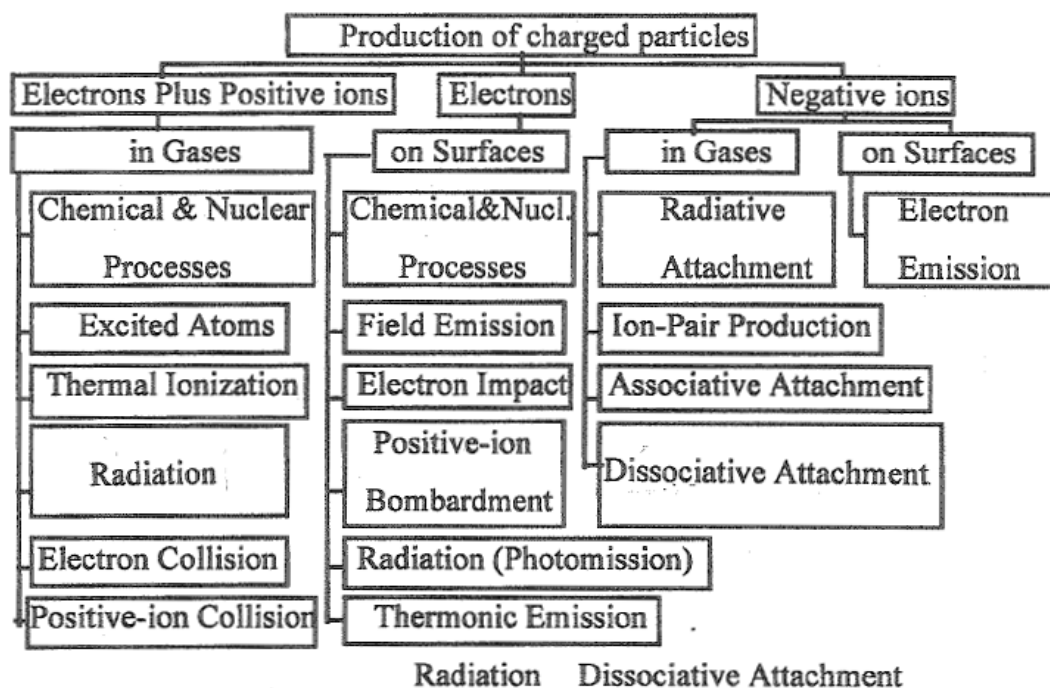 Production of charged particles
Electrons Plus Positive ions
Electrons
Negative ions
in Gases
on Surfaces
in Gases
on Surfaces
Chemical & Nuclear
Processes
Excited Atoms
Thermal Ionization
Radiation
Electron Collision
Positive-ion Collision
Chemical&Nucl.
Processes
Field Emission
Electron Impact
Positive-ion
Bombardment
Radiation (Photomission)
Thermonic Emission
Radiative
Attachment
Ion-Pair Production
Associative Attachment
Dissociative Attachment
Electron
Emission
Radiation Dissociative Attachment